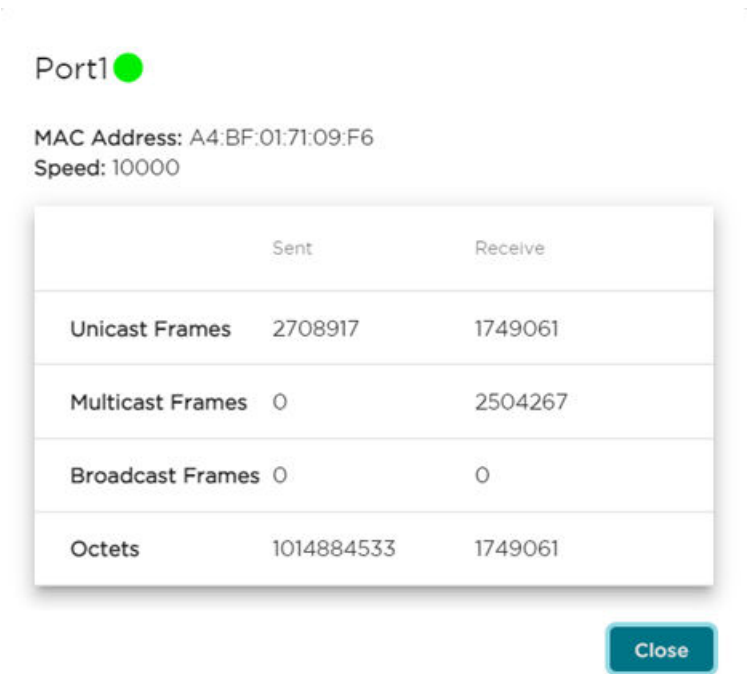 Port1
MAC Address: A4:BF:01:71:09:F6
Speed: 10000
Sent Receive
Unicast Frames 2708917 1749061
Multicast Frames 0 2504267
Broadcast Frames 0 0
Octets 1014884533 1749061
Close